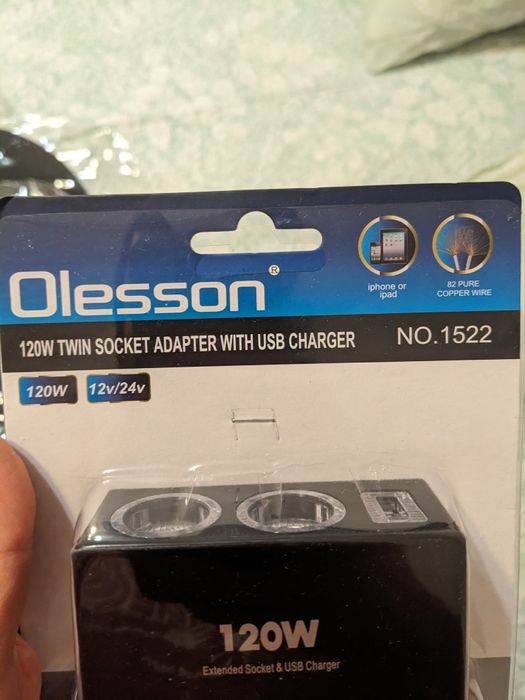 Olesson®
iphone or
ipad
82 PURE
COPPER WIRE
120W TWIN SOCKET ADAPTER WITH USB CHARGER
NO.1522
120W
12v/24v
120W
Extended Socket & USB Charger